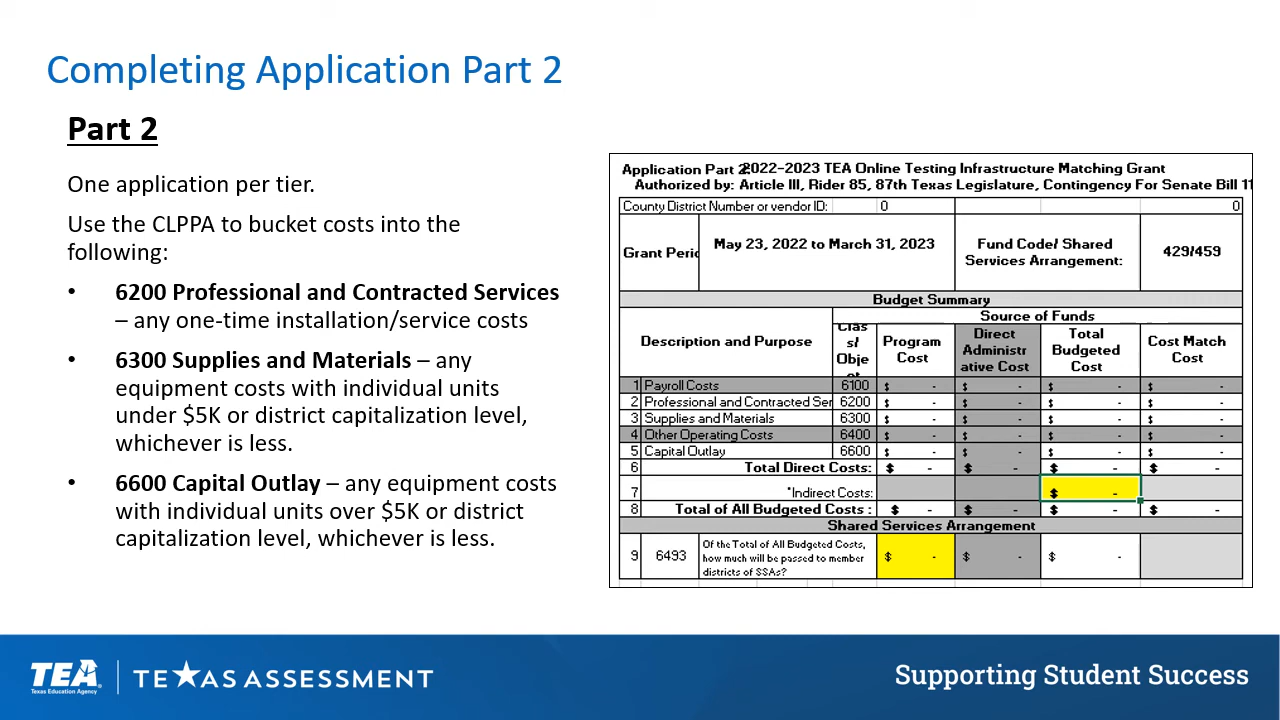 Completing Application Part 2
Part 2
One application per tier.
Use the CLPPA to bucket costs into the
following:
• 6200 Professional and Contracted Services
– any one-time installation/service costs
• 6300 Supplies and Materials – any
equipment costs with individual units
under $5K or district capitalization level,
whichever is less.
• 6600 Capital Outlay – any equipment costs
with individual units over $5K or district
capitalization level, whichever is less.
Application Part 2: 2022-2023 TEA Online Testing Infrastructure Matching Grant
Authorized by: Article III, Rider 85, 87th Texas Legislature, Contingency For Senate Bill 11
County District Number or vendor ID: 0 0
Grant Peric May 23, 2022 to March 31, 2023 Fund Code/ Shared Services Arrangement: 429/459
Budget Summary
Source of Funds
Description and Purpose Clas s/ Obje Program Cost Direct Administr ative Cost Total Budgeted Cost Cost Match Cost
1 Payroll Costs 6100 $ - $ - $ - $ -
2 Professional and Contracted Ser 6200 $ - $ - $ - $ -
3 Supplies and Materials 6300 $ - $ - $ - $ -
4 Other Operating Costs 6400 $ - $ - $ - $ -
5 Capital Outlay 6600 $ - $ - $ - $ -
6 Total Direct Costs: $ - $ - $ - $ -
7 *Indirect Costs: $ -
8 Total of All Budgeted Costs : $ - $ - $ - $ -
Shared Services Arrangement
9 6493 Of the Total of All Budgeted Costs, how much will be passed to member districts of SSAs? $ - $ - $ -
TEA
Texas Education Agency
TEXAS ASSESSMENT
Supporting Student Success